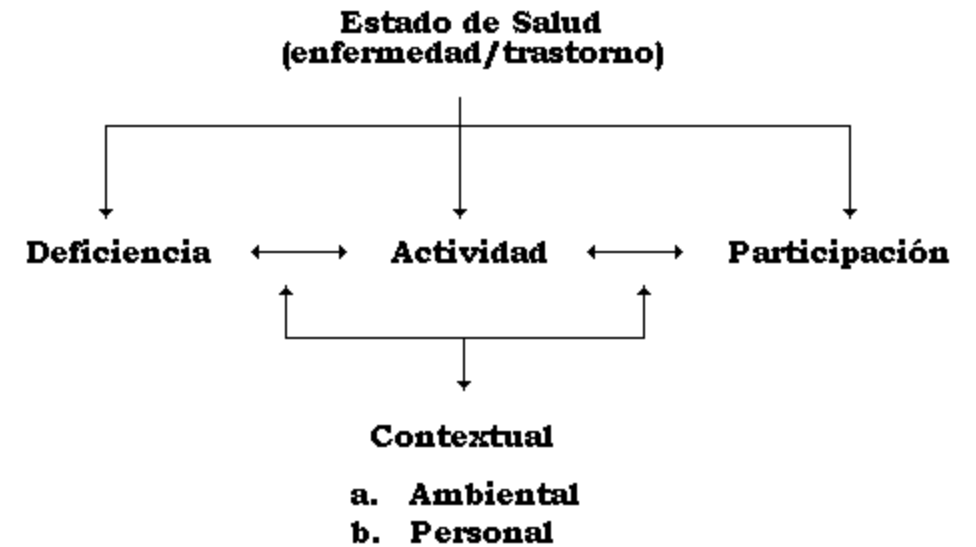 Estado de Salud
(enfermedad/trastorno)
Deficiencia Actividad Participación
Contextual
a. Ambiental
b. Personal